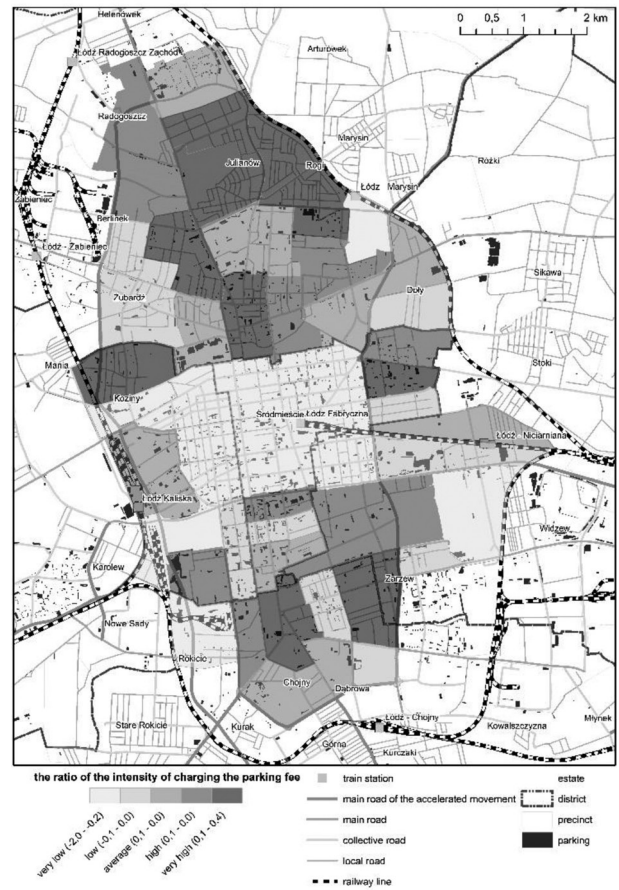 Helenówek
0 0,5 1 2 km
Łódź Radogoszcz Zachód
Arturówek
Radogoszcz
Marysin
Julianów
Rogi
Rożki
Łódź Marysin
Żabieniec
Berlinek
Łódź - Żabieniec
Sikawa
Doły
Żubardź
Mania
Stoki
Koziny
Śródmieście Łódź Fabryczna
Łódź - Niciarniana
Łódź Kaliska
Widzew
Karolew
Zarzew
Nowe Sady
Rokicie
Chojny
Dąbrowa
Stare Rokicie
Kurak
Łódź - Chojny
Kowalszczyzna
Młynek
Górna
Kurczaki
the ratio of the intensity of charging the parking fee
very low (-2,0 - -0,2)
low (-0,1 - 0,0)
average (0,1 - 0,0)
high (0,1 - 0,0)
very high (0,1 - 0,4)
train station
main road of the accelerated movement
main road
collective road
local road
railway line
estate
district
precinct
parking